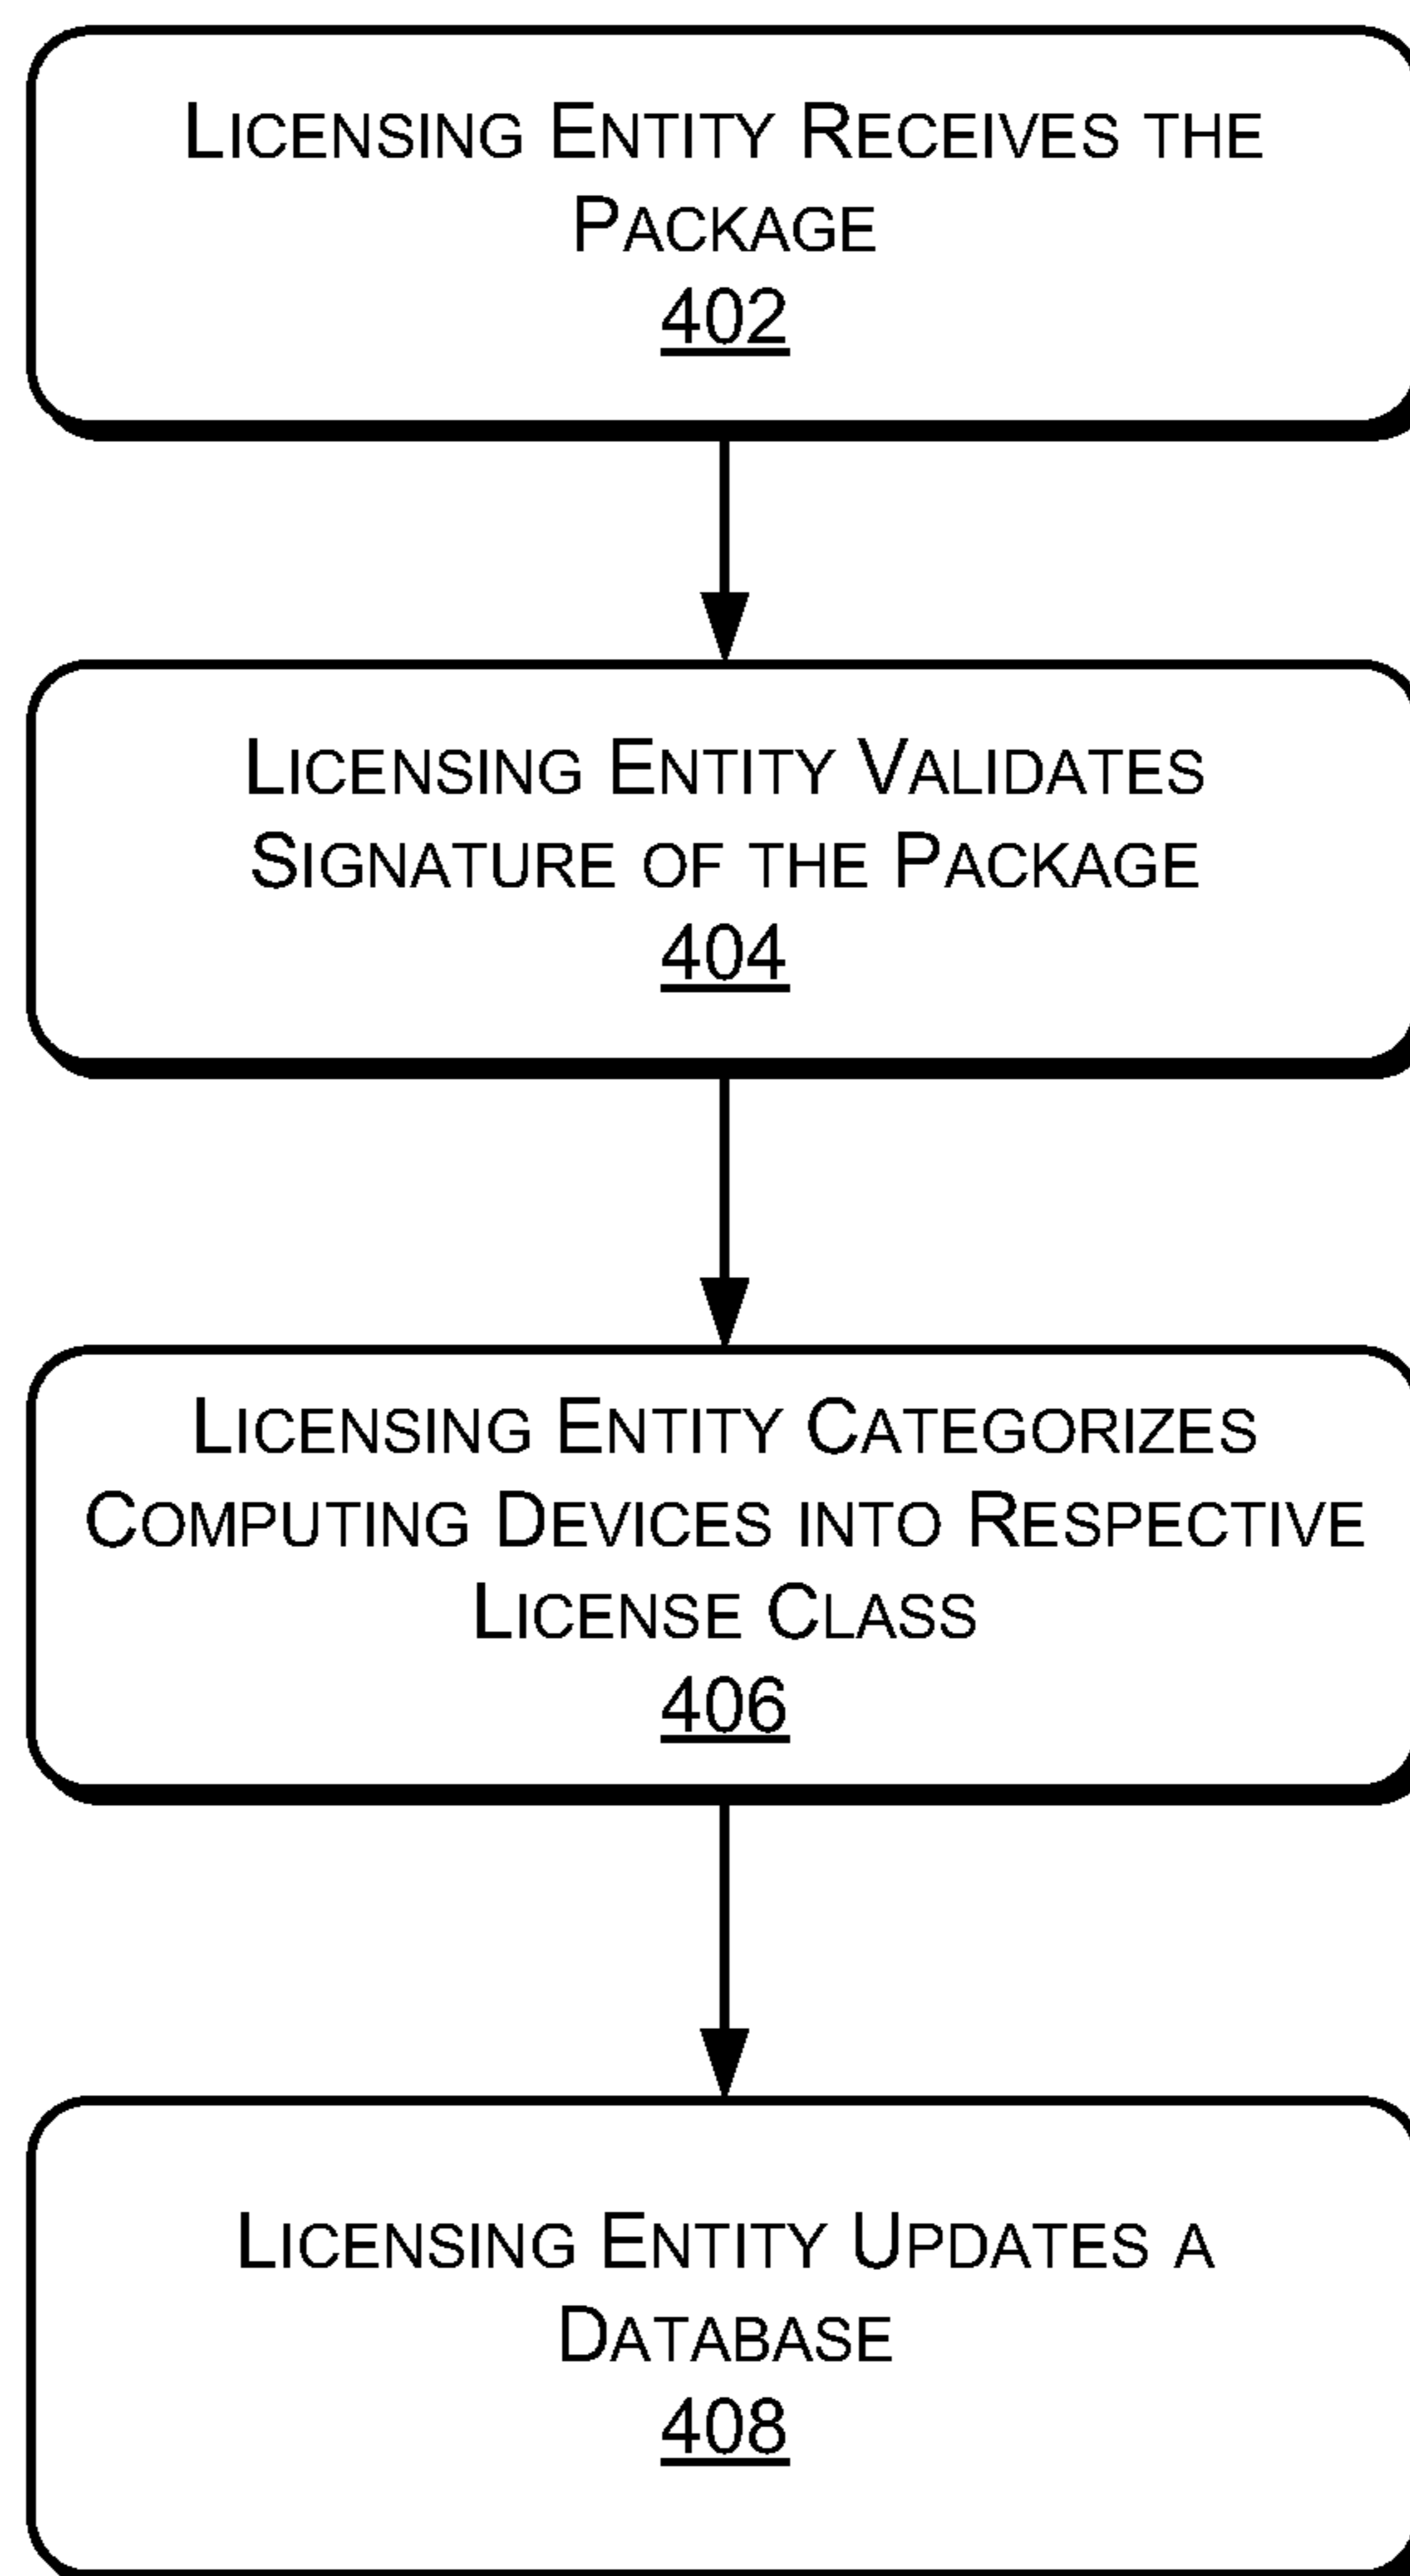 LICENSING ENTITY RECEIVES THE
PACKAGE
402
LICENSING ENTITY VALIDATES
SIGNATURE OF THE PACKAGE
404
LICENSING ENTITY CATEGORIZES
COMPUTING DEVICES INTO RESPECTIVE
LICENSE CLASS
406
LICENSING ENTITY UPDATES A
DATABASE
408